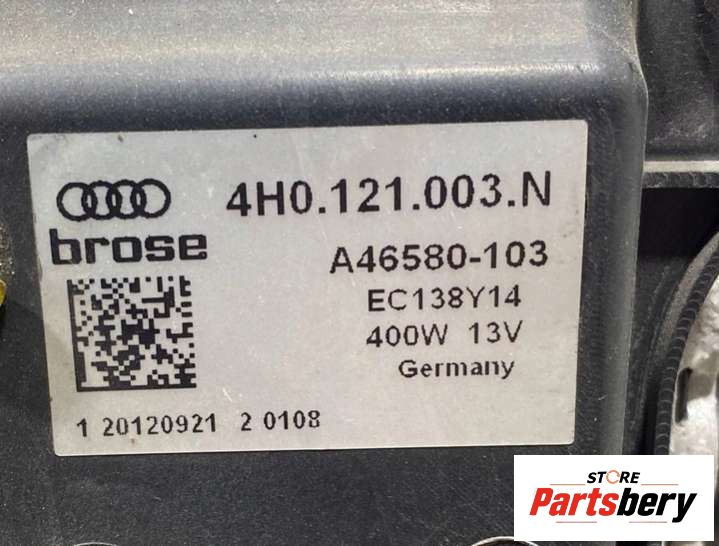 4H0.121.003.N
brose
A46580-103
EC138Y14
400W 13V
Germany
1 20120921 2 0108
STORE
Partsbery